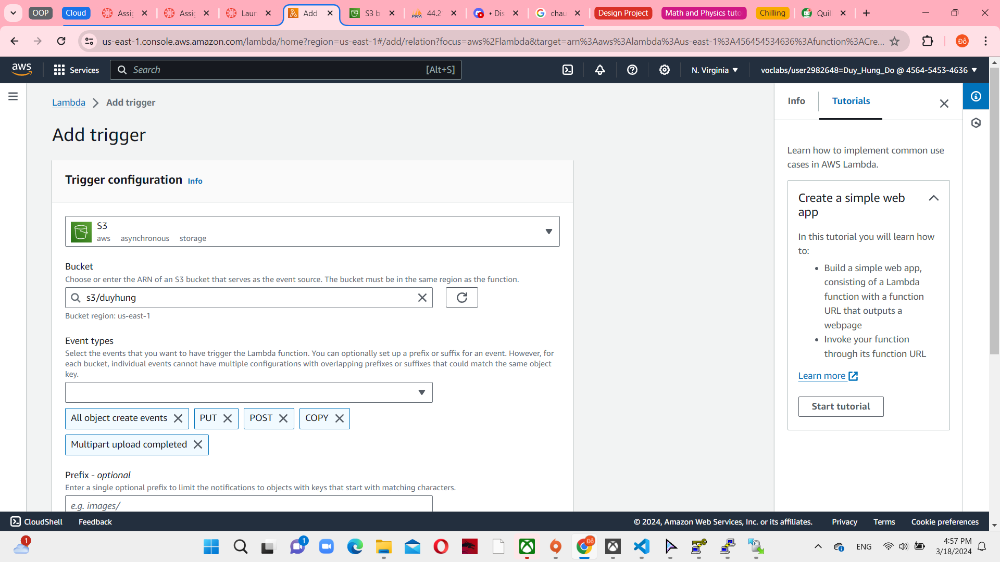 OOP
Cloud
Assig
Assig
Laun
Add
S3 b
PMA
44.2
• Dis
chau
Design Project
Math and Physics tuto
Chilling
Quil
us-east-1.console.aws.amazon.com/lambda/home?region=us-east-1#/add/relation?focus=aws%2Flambda&target=arn%3Aaws%3Alambda%3Aus-east-1%3A456454534636%3Afunction%3ACre...
Đỗ
aws
Services
Search
[Alt+S]
N. Virginia
voclabs/user2982648=Duy_Hung_Do @ 4564-5453-4636
Lambda
Add trigger
Add trigger
Trigger configuration Info
S3
aws asynchronous storage
Bucket
Choose or enter the ARN of an S3 bucket that serves as the event source. The bucket must be in the same region as the function.
s3/duyhung
Bucket region: us-east-1
Event types
Select the events that you want to have trigger the Lambda function. You can optionally set up a prefix or suffix for an event. However, for
each bucket, individual events cannot have multiple configurations with overlapping prefixes or suffixes that could match the same object
key.
All object create events
PUT
POST
COPY
Multipart upload completed
Prefix - optional
Enter a single optional prefix to limit the notifications to objects with keys that start with matching characters.
e.g. images/
Info
Tutorials
Learn how to implement common use
cases in AWS Lambda.
Create a simple web
app
In this tutorial you will learn how
to:
• Build a simple web app,
consisting of a Lambda
function with a function
URL that outputs a
webpage
• Invoke your function
through its function URL
Learn more
Start tutorial
CloudShell
Feedback
© 2024, Amazon Web Services, Inc. or its affiliates.
Privacy
Terms
Cookie preferences
1
1
Đỗ
ENG
4:57 PM
3/18/2024